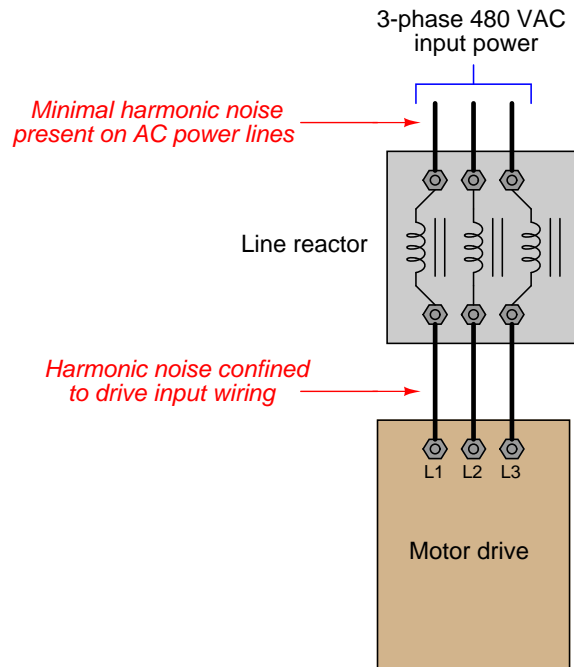 3-phase 480 VAC
input power
Minimal harmonic noise
present on AC power lines
Line reactor
Harmonic noise confined
to drive input wiring
L1 L2 L3
Motor drive